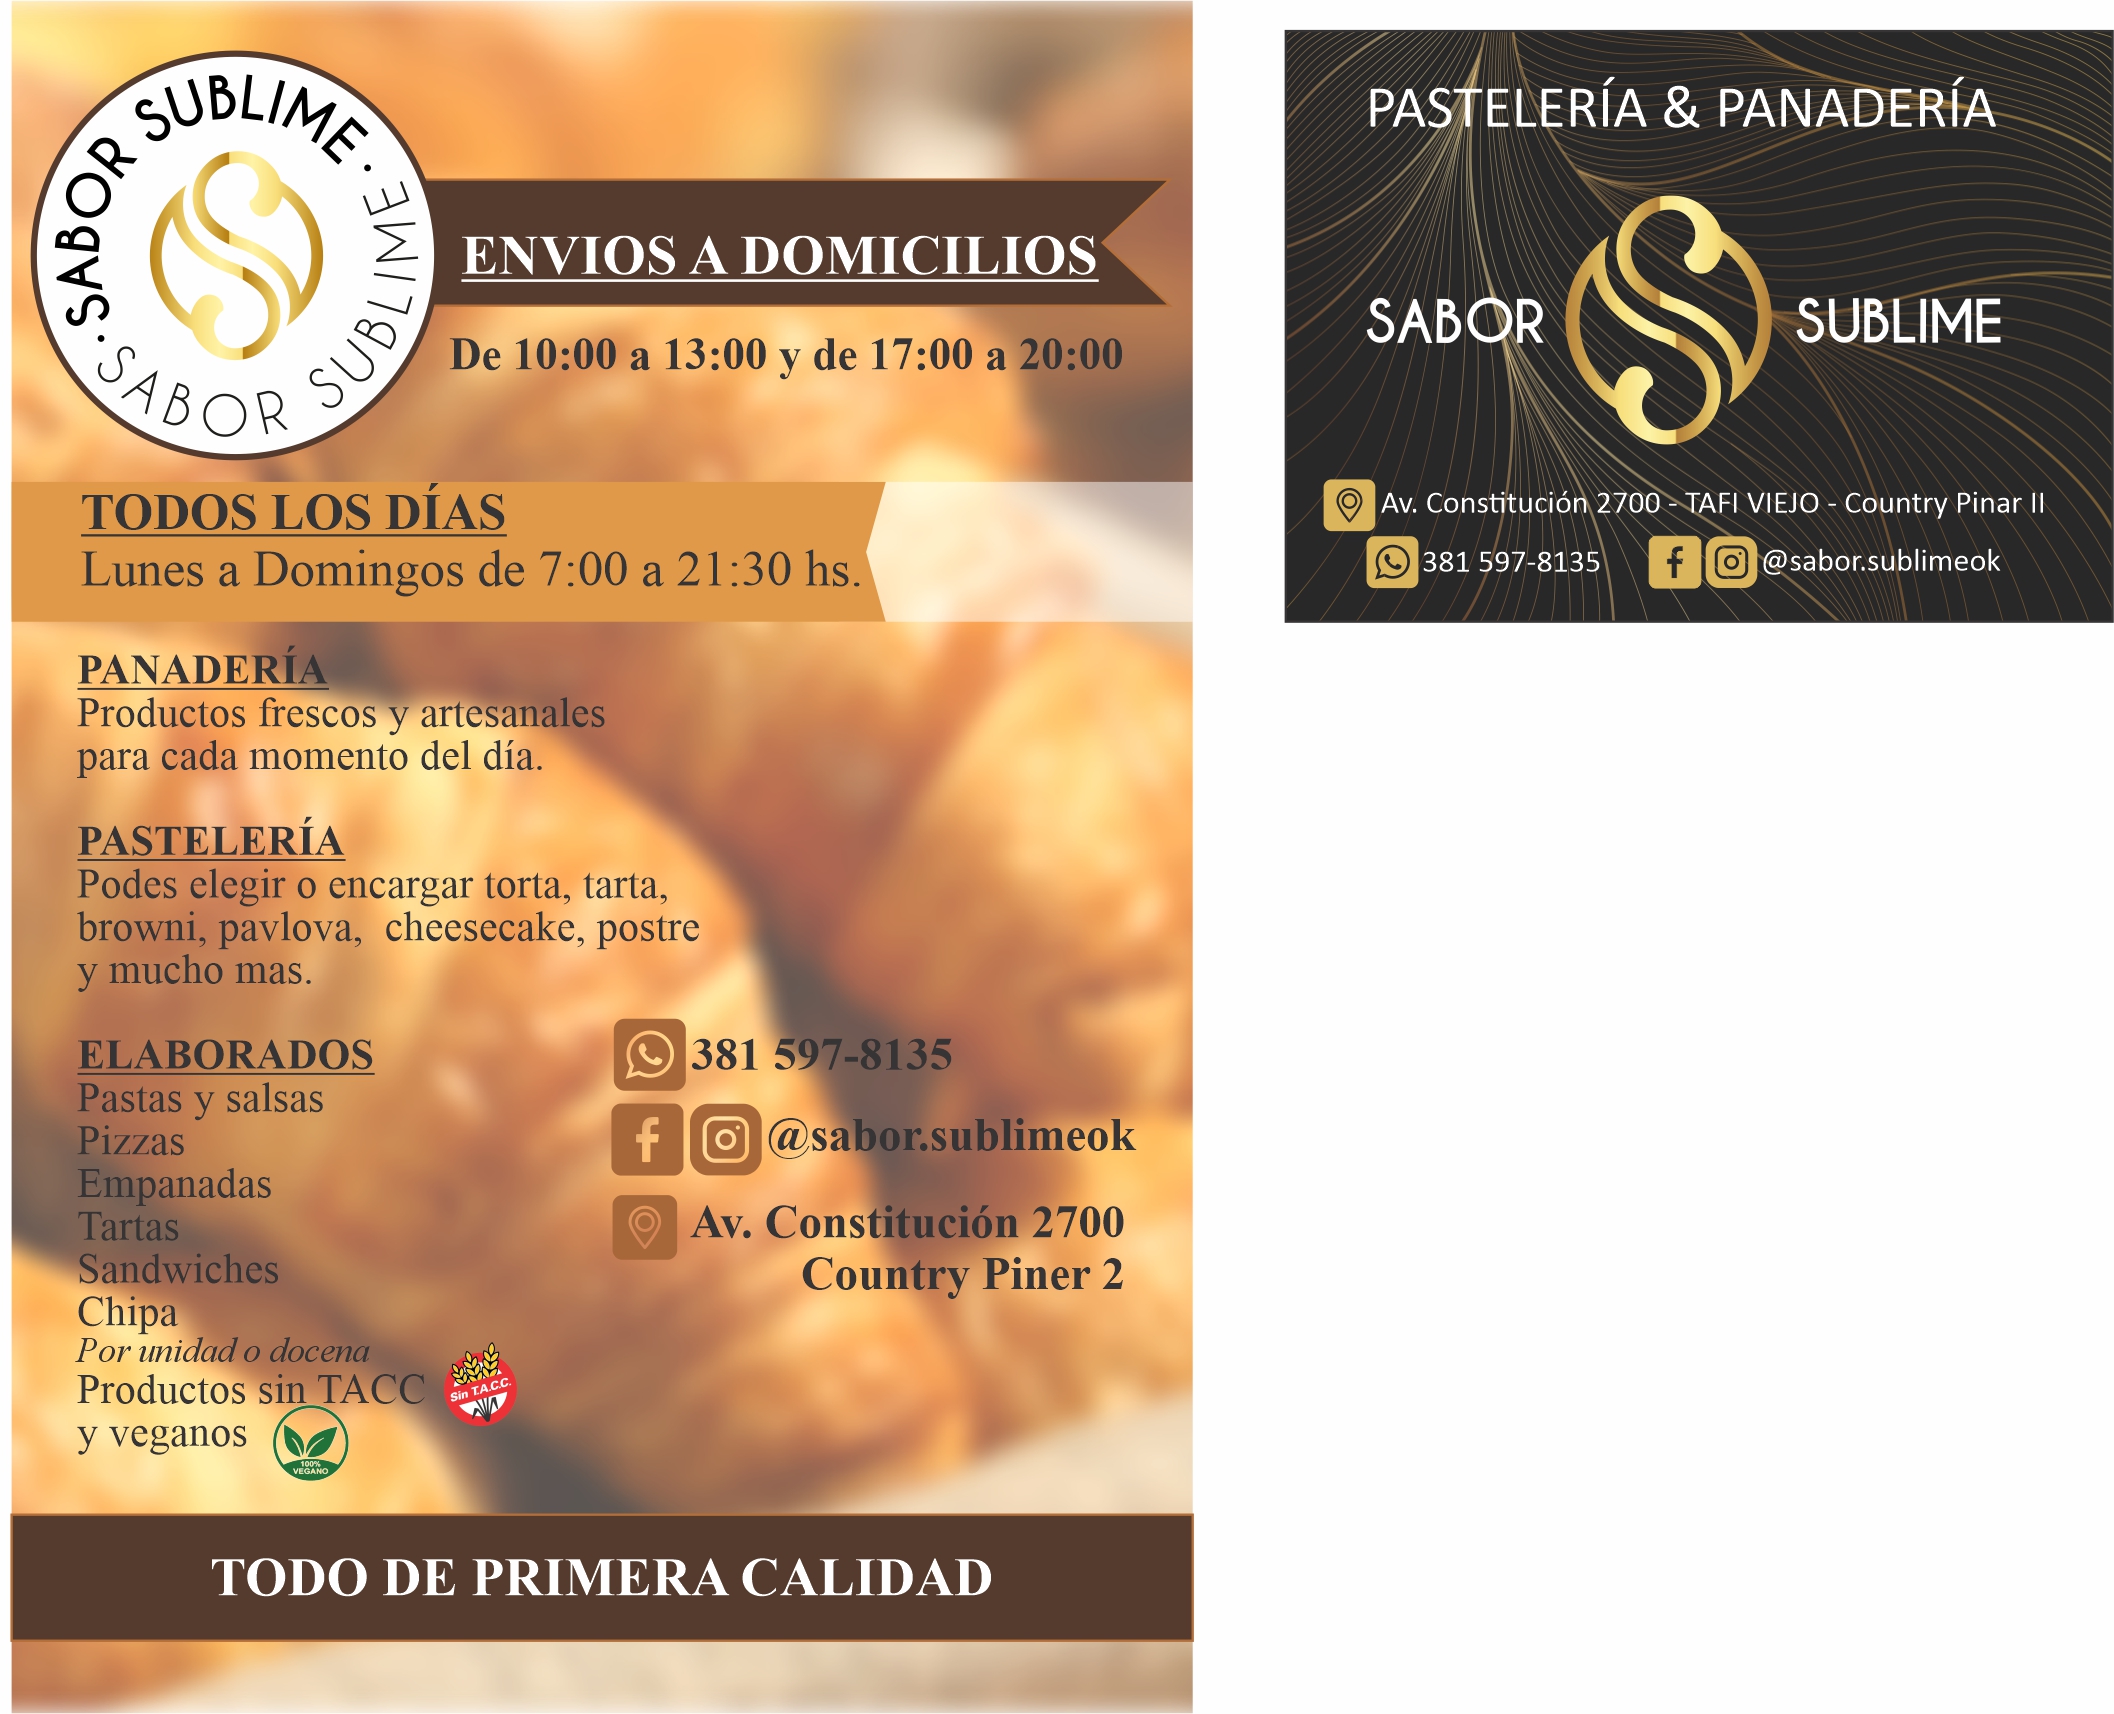 SABOR SUBLIME · SABOR SUBLIME ·
ENVIOS A DOMICILIOS
De 10:00 a 13:00 y de 17:00 a 20:00
TODOS LOS DÍAS
Lunes a Domingos de 7:00 a 21:30 hs.
PANADERÍA
Productos frescos y artesanales
para cada momento del día.
PASTELERÍA
Podes elegir o encargar torta, tarta,
browni, pavlova,  cheesecake, postre
y mucho mas.
ELABORADOS
Pastas y salsas
Pizzas
Empanadas
Tartas
Sandwiches
Chipa
Por unidad o docena
Productos sin TACC
y veganos
Sin T.A.C.C.
100%
VEGANO
381 597-8135
@sabor.sublimeok
Av. Constitución 2700
Country Piner 2
TODO DE PRIMERA CALIDAD
PASTELERÍA & PANADERÍA
SABOR SUBLIME
Av. Constitución 2700 - TAFI VIEJO - Country Pinar II
381 597-8135 @sabor.sublimeok